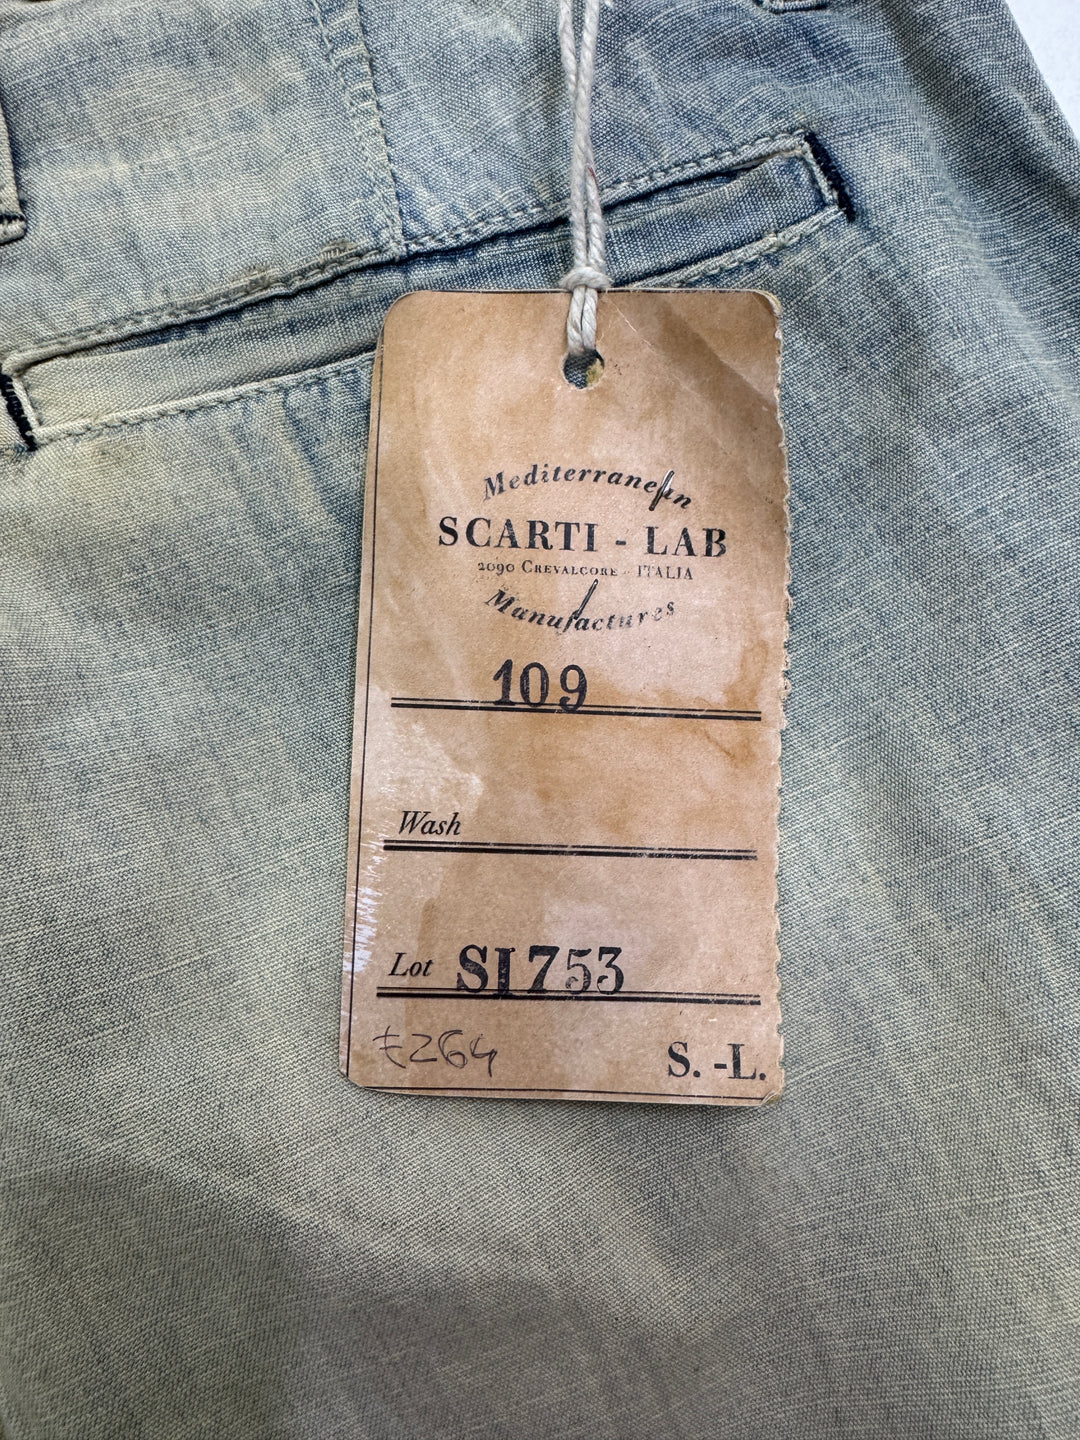 Mediterranean
SCARTI - LAB
2090 CREVALCORE - ITALIA
Manufactures
109
Wash
Lot SI753
€264
S. -L.